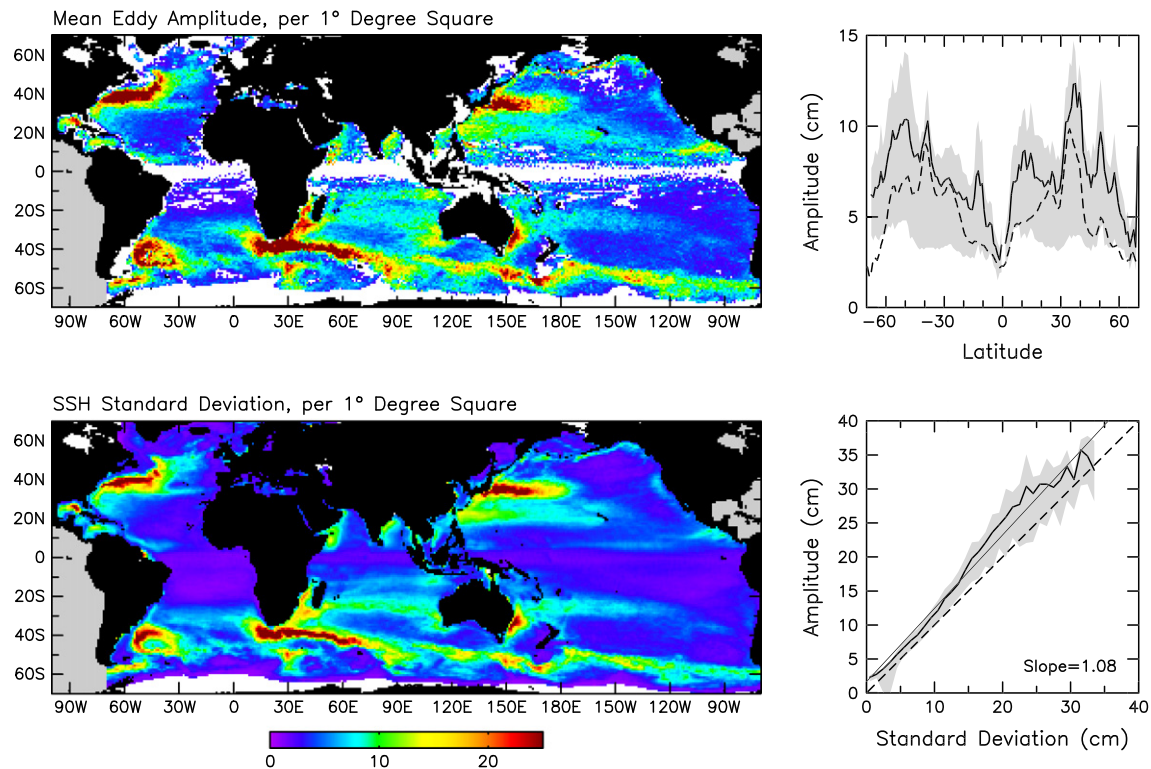 Mean Eddy Amplitude, per 1° Degree Square
60N
40N
20N
0
20S
40S
60S
90W 60W 30W 0 30E 60E 90E 120E 150E 180E 150W 120W 90W
15
10
5
0
Amplitude (cm)
−60 −30 0 30 60
Latitude
SSH Standard Deviation, per 1° Degree Square
60N
40N
20N
0
20S
40S
60S
90W 60W 30W 0 30E 60E 90E 120E 150E 180E 150W 120W 90W
0 10 20
40
35
30
25
20
15
10
5
0
Amplitude (cm)
Slope=1.08
0 10 20 30 40
Standard Deviation (cm)